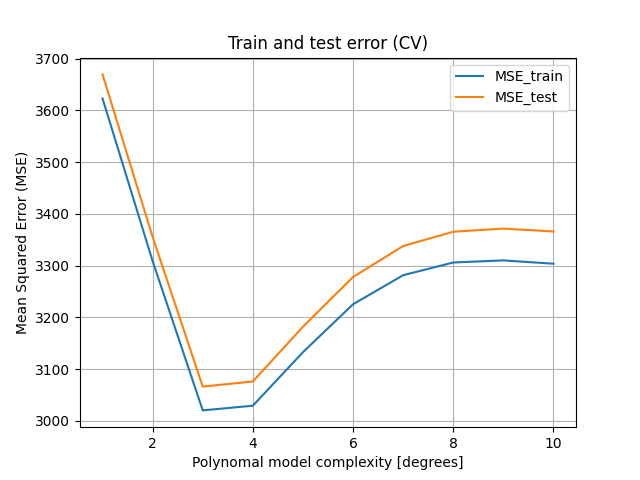 Train and test error (CV)
MSE_train
MSE_test
Mean Squared Error (MSE)
3700
3600
3500
3400
3300
3200
3100
3000
2
4
6
8
10
Polynomal model complexity [degrees]